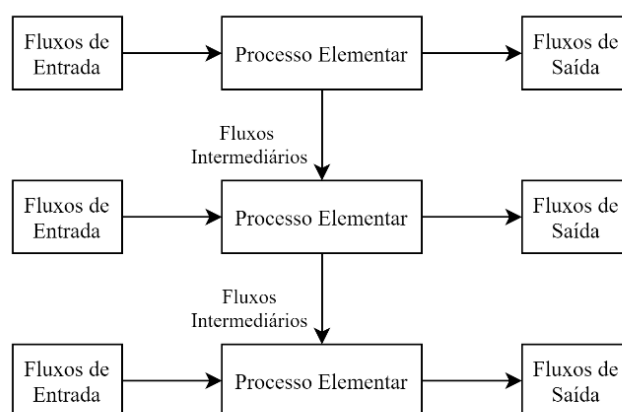 Fluxos de
Entrada
Processo Elementar
Fluxos de
Saída
Fluxos
Intermediários
Fluxos de
Entrada
Processo Elementar
Fluxos de
Saída
Fluxos
Intermediários
Fluxos de
Entrada
Processo Elementar
Fluxos de
Saída